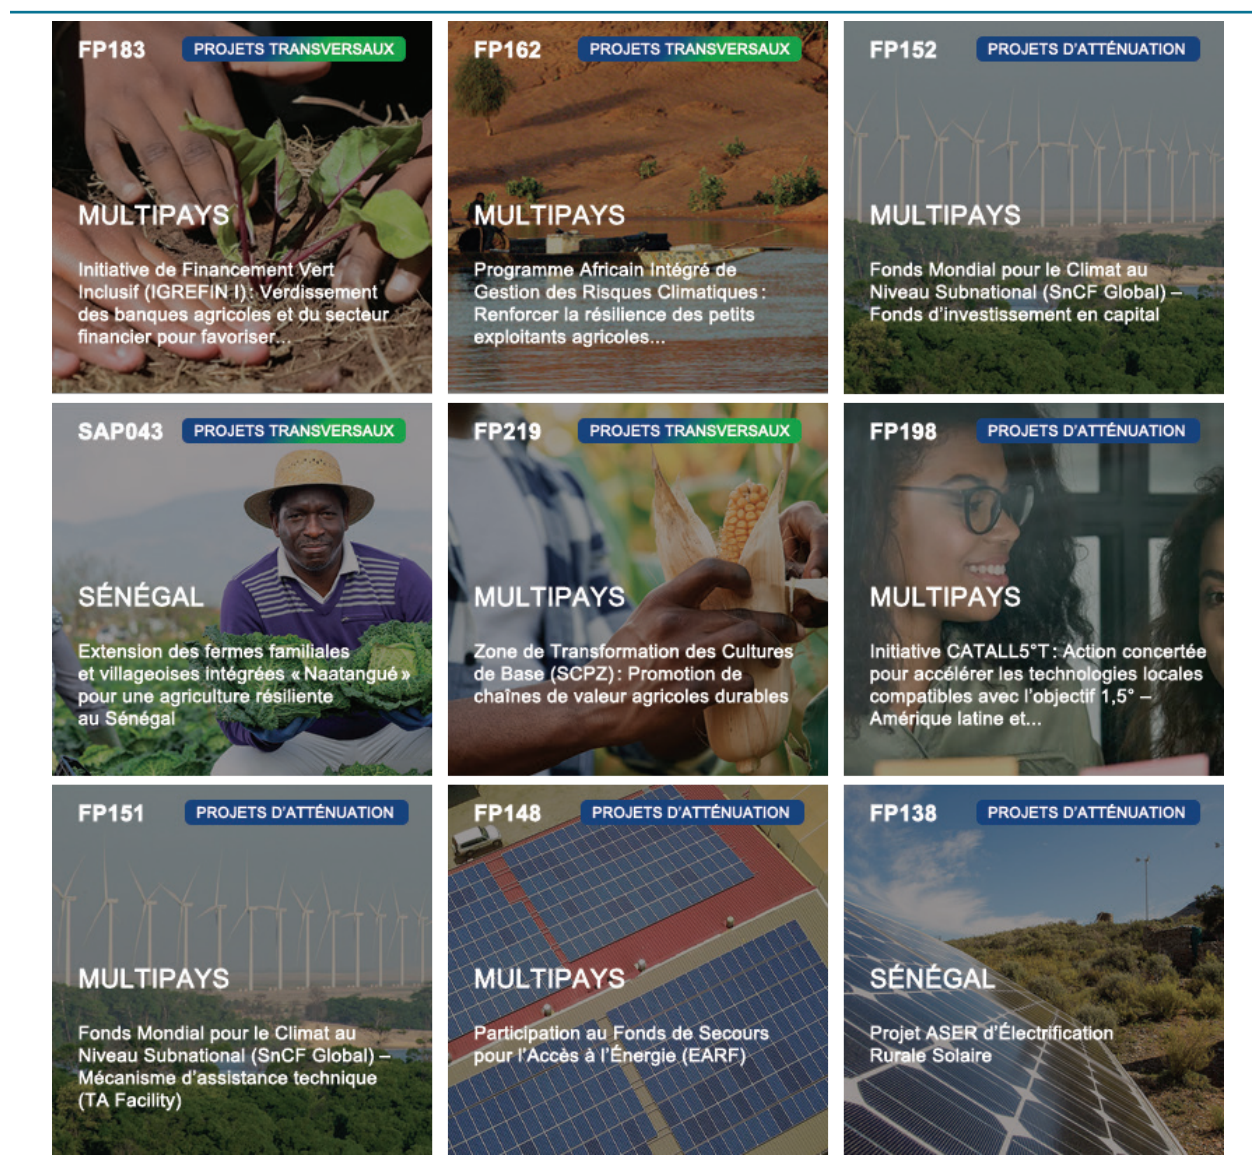 FP183 PROJETS TRANSVERSAUX
MULTIPAYS
Initiative de Financement Vert
Inclusif (IGREFIN I) : Verdissement
des banques agricoles et du secteur
financier pour favoriser...
FP162 PROJETS TRANSVERSAUX
MULTIPAYS
Programme Africain Intégré de
Gestion des Risques Climatiques :
Renforcer la résilience des petits
exploitants agricoles...
FP152 PROJETS D'ATTÉNUATION
MULTIPAYS
Fonds Mondial pour le Climat au
Niveau Subnational (SnCF Global) –
Fonds d'investissement en capital
SAP043 PROJETS TRANSVERSAUX
SÉNÉGAL
Extension des fermes familiales
et villageoises intégrées « Naatangué »
pour une agriculture résiliente
au Sénégal
FP219 PROJETS TRANSVERSAUX
MULTIPAYS
Zone de Transformation des Cultures
de Base (SCPZ) : Promotion de
chaînes de valeur agricoles durables
FP198 PROJETS D'ATTÉNUATION
MULTIPAYS
Initiative CATALL5°T : Action concertée
pour accélérer les technologies locales
compatibles avec l'objectif 1,5° –
Amérique latine et...
FP151 PROJETS D'ATTÉNUATION
MULTIPAYS
Fonds Mondial pour le Climat au
Niveau Subnational (SnCF Global) –
Mécanisme d'assistance technique
(TA Facility)
FP148 PROJETS D'ATTÉNUATION
MULTIPAYS
Participation au Fonds de Secours
pour l'Accès à l'Énergie (EARF)
FP138 PROJETS D'ATTÉNUATION
SÉNÉGAL
Projet ASER d'Électrification
Rurale Solaire